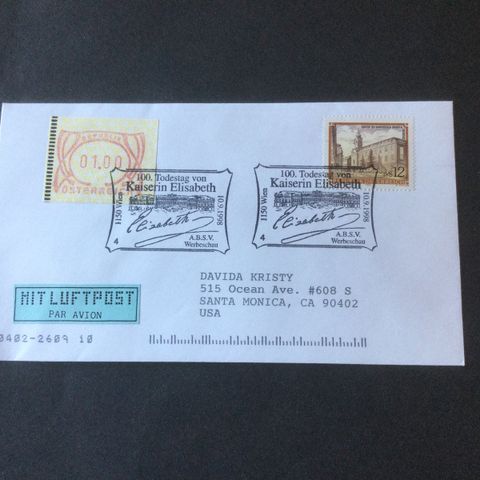 REPUBLIK
01.00
ÖSTERREICH
S 12
100. Todestag von
Kaiserin Elisabeth
1150 Wien
10.9.1998
Elisabeth
4
A.B.S.V.
Werbeschau
100. Todestag von
Kaiserin Elisabeth
1150 Wien
10.9.1998
Elisabeth
4
A.B.S.V.
Werbeschau
DAVIDA KRISTY
515 Ocean Ave. #608 S
SANTA MONICA, CA 90402
USA
MIT LUFTPOST
PAR AVION
0402-2609 10